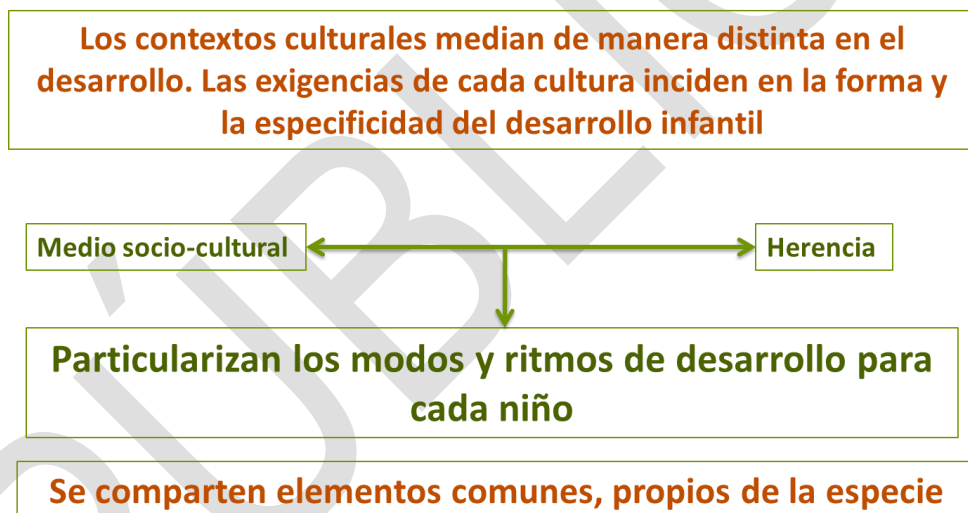 Los contextos culturales median de manera distinta en el
desarrollo. Las exigencias de cada cultura inciden en la forma y
la especificidad del desarrollo infantil
Medio socio-cultural
Herencia
Particularizan los modos y ritmos de desarrollo para
cada niño
Se comparten elementos comunes, propios de la especie
PÚBLIC